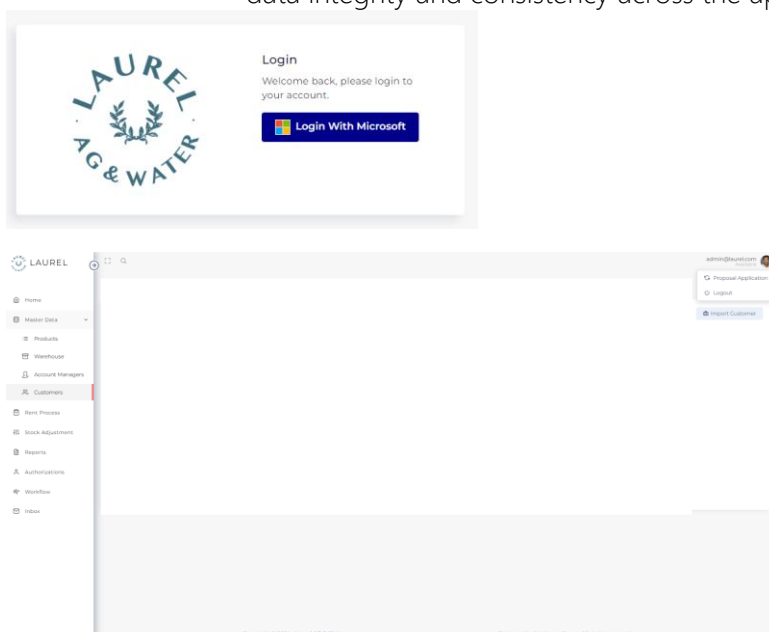 data integrity and consistency across the ap
LAUREL
AG & WATER
Login
Welcome back, please login to
your account.
Login With Microsoft
LAUREL
admin@laurel.com
Proposal Application
Logout
Import Customer
Home
Master Data
Products
Warehouse
Account Managers
Customers
Rent Process
Stock Adjustment
Reports
Authorizations
Workflow
Inbox